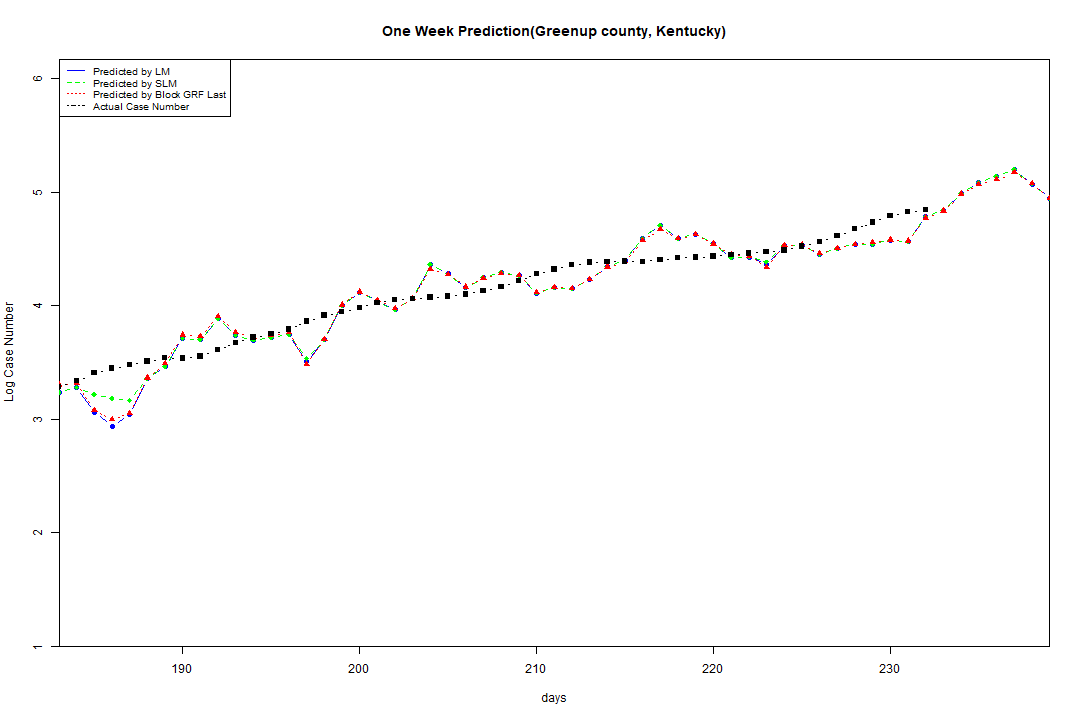 One Week Prediction(Greenup county, Kentucky)
Predicted by LM
Predicted by SLM
Predicted by Block GRF Last
Actual Case Number
6
5
4
3
2
1
Log Case Number
190 200 210 220 230
days